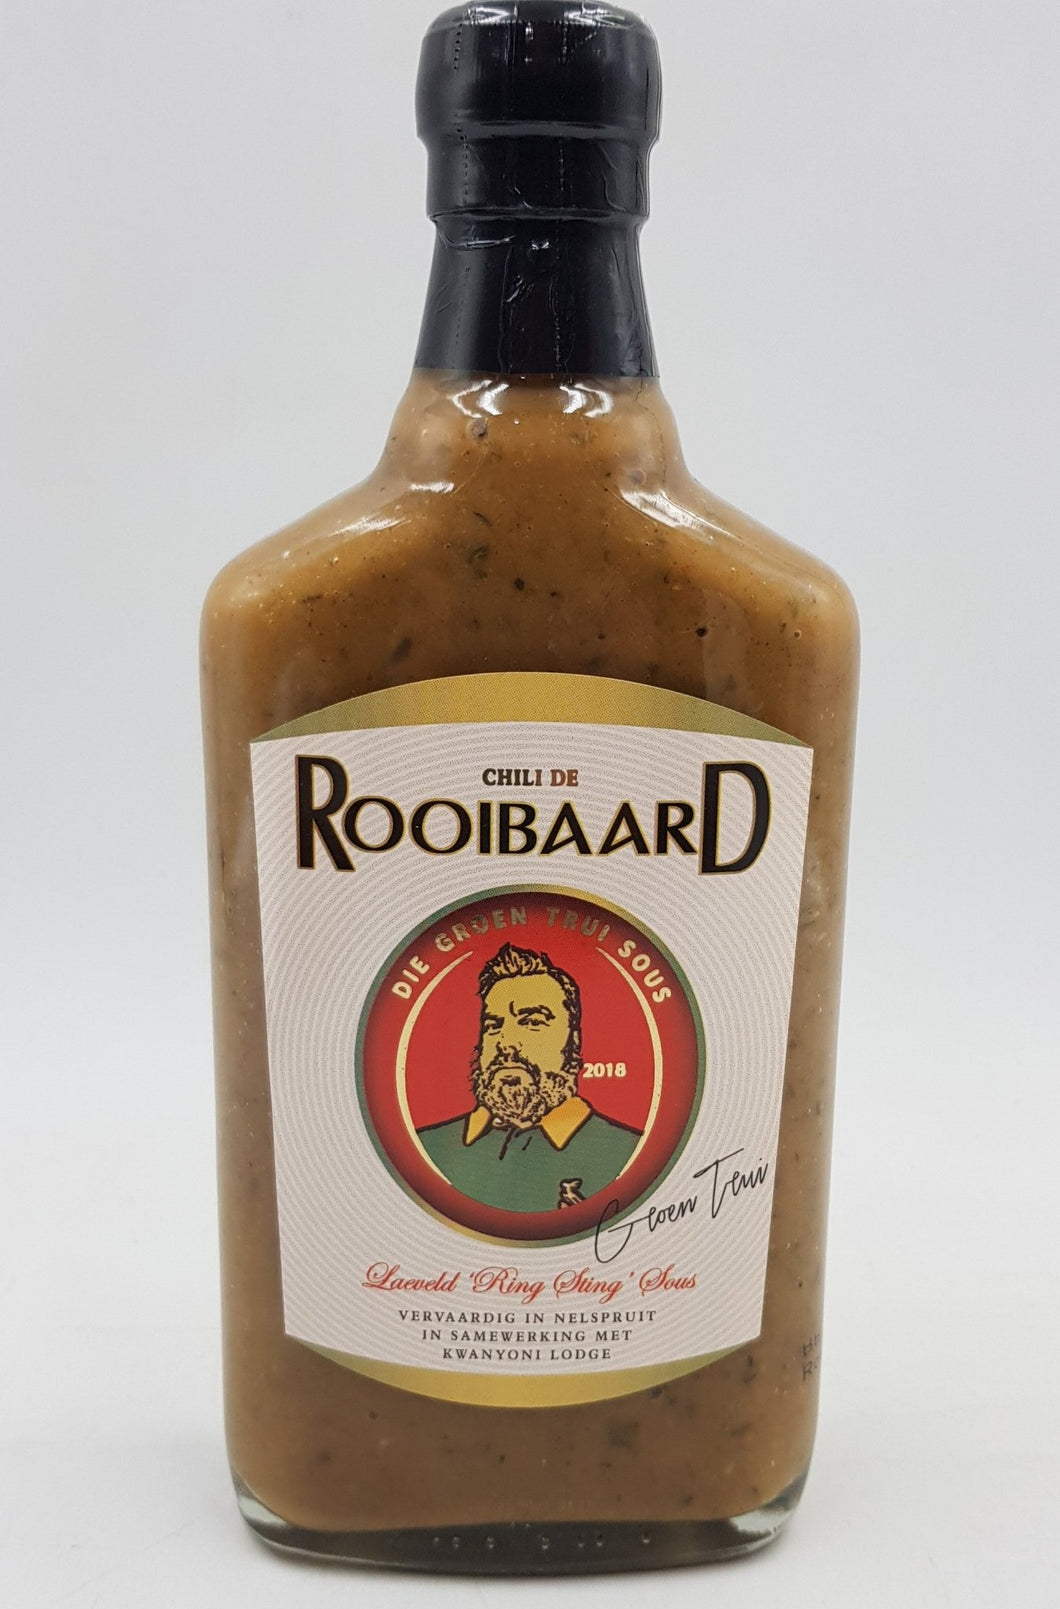 CHILI DE
ROOIBAARD
DIE GROEN TRUI SOUS
2018
Groen Trui
Laeveld 'Ring Sting' Sous
VERVAARDIG IN NELSPRUIT
IN SAMEWERKING MET
KWANYONI LODGE